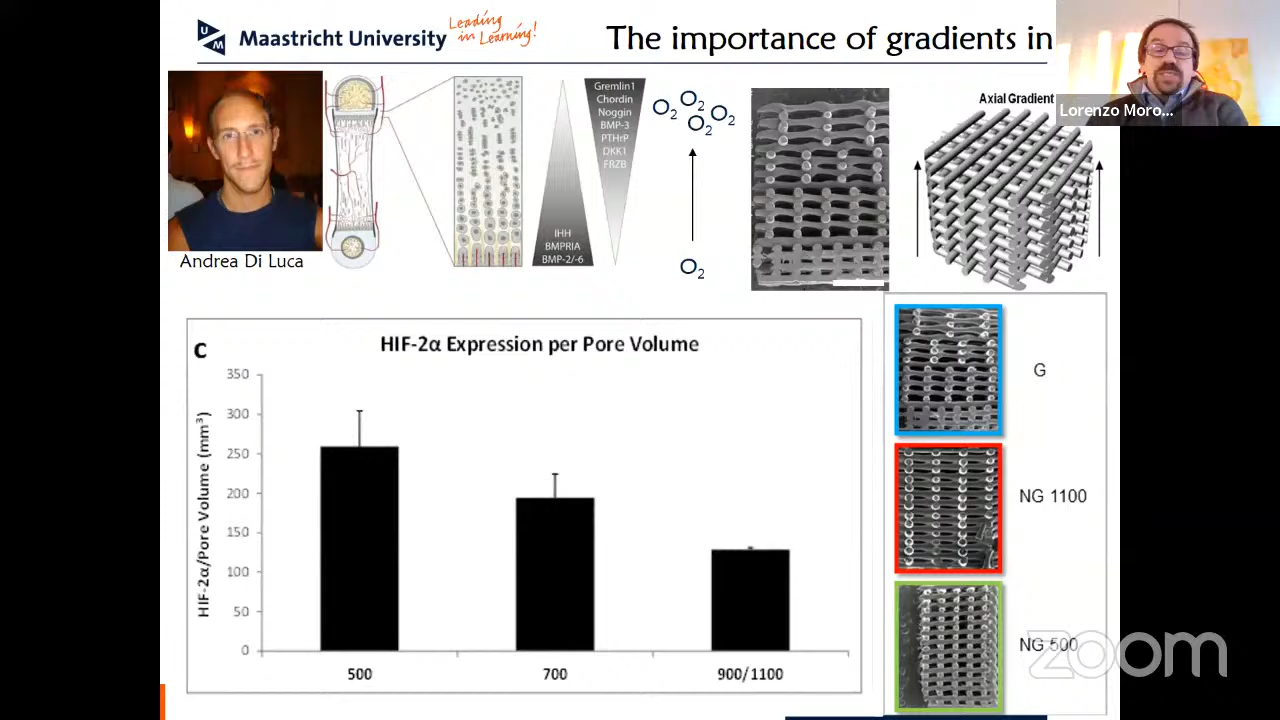 Maastricht University
Leading
in Learning!
The importance of gradients in
Lorenzo Moro...
Andrea Di Luca
IHH
BMPRIA
BMP-2/-6
Gremlin1
Chordin
Noggin
BMP-3
PTHrP
DKK1
FRZB
O2
O2
O2
O2
O2
Axial Gradient
c
HIF-2α Expression per Pore Volume
HIF-2α/Pore Volume (mm³)
350
300
250
200
150
100
50
0
500
700
900/1100
G
NG 1100
NG 500
zoom